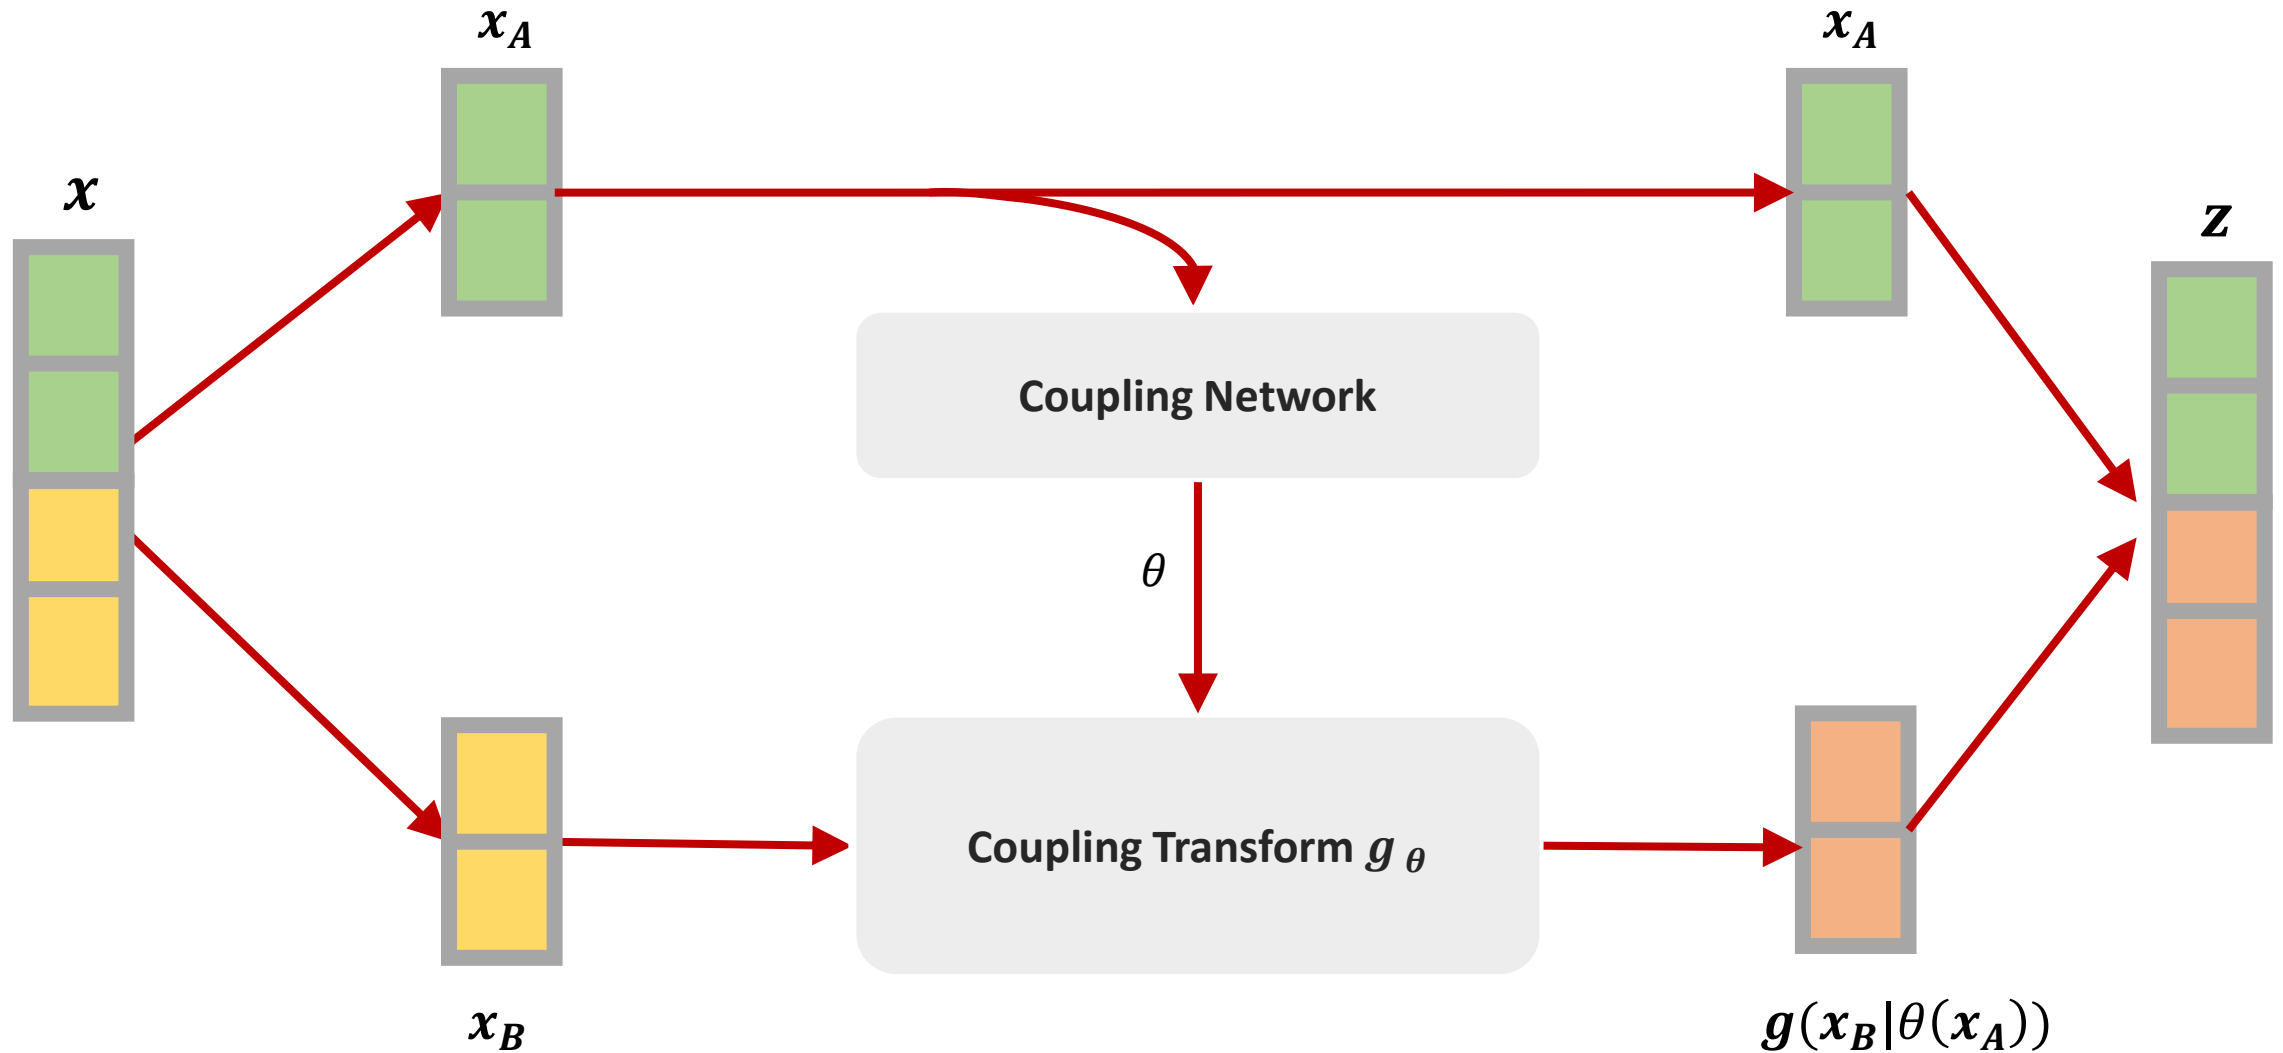 x_A
x_A
x
z
Coupling Network
θ
Coupling Transform g_θ
x_B
g(x_B|θ(x_A))